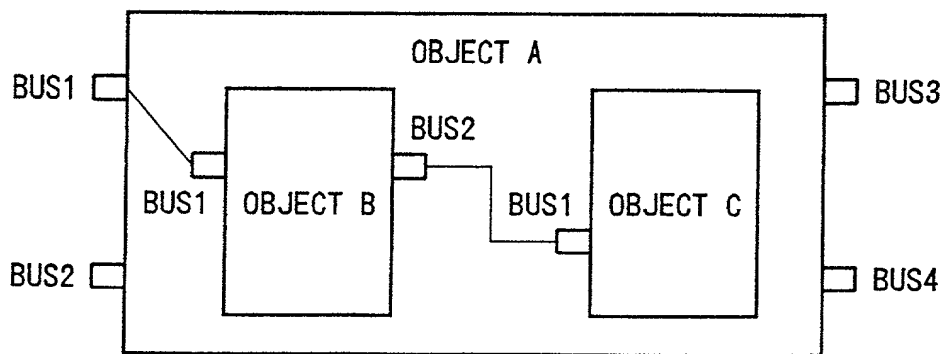 OBJECT A
BUS1
BUS3
BUS2
BUS1
OBJECT B
BUS1
OBJECT C
BUS2
BUS4